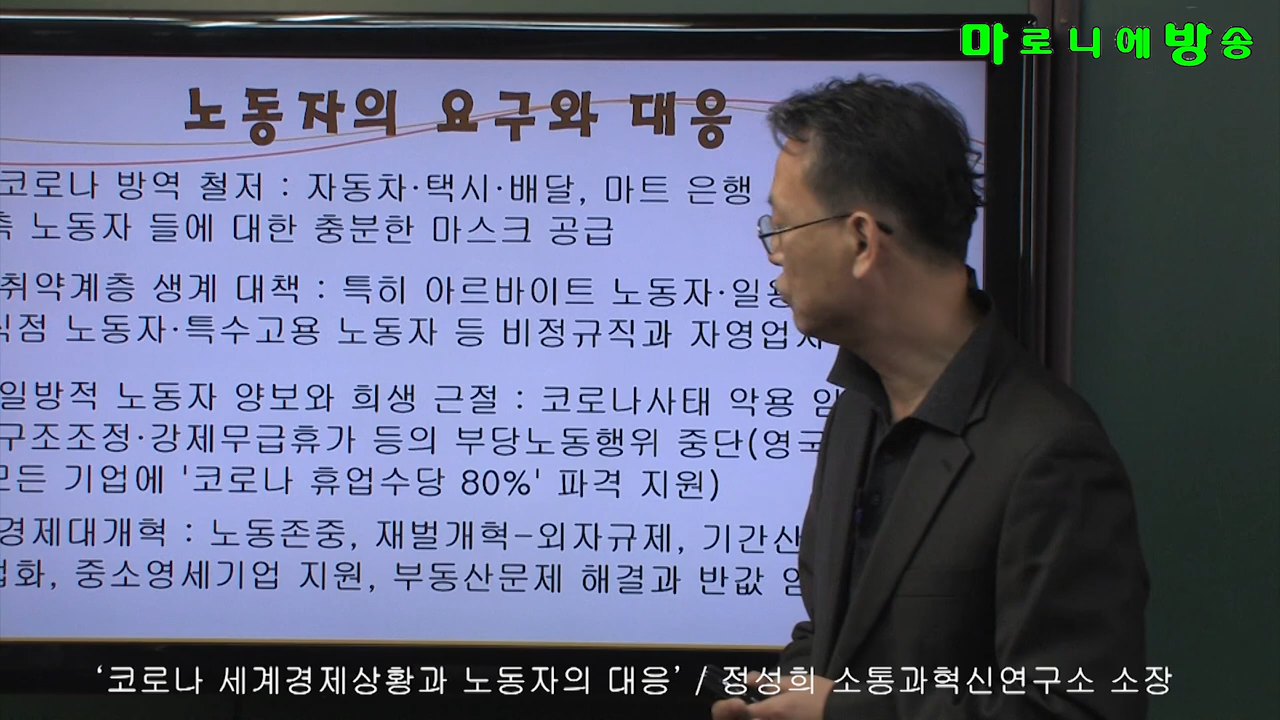 마로니에방송
노동자의 요구와 대응
코로나 방역 철저 : 자동차·택시·배달, 마트 은행
노동자 들에 대한 충분한 마스크 공급
취약계층 생계 대책 : 특히 아르바이트 노동자·일용
노동자·특수고용 노동자 등 비정규직과 자영업자
일방적 노동자 양보와 희생 근절 : 코로나사태 악용
구조조정·강제무급휴가 등의 부당노동행위 중단(영국
모든 기업에 '코로나 휴업수당 80%' 파격 지원)
경제대개혁 : 노동존중, 재벌개혁-외자규제, 기간산
중소영세기업 지원, 부동산문제 해결과 반값
‘코로나 세계경제상황과 노동자의 대응’ / 정성희 소통과혁신연구소 소장